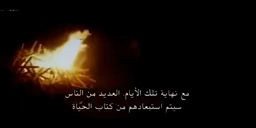 مع نهاية تلك الأيام، العديد من الناس
سيتم استبعادهم من كتاب الحياة